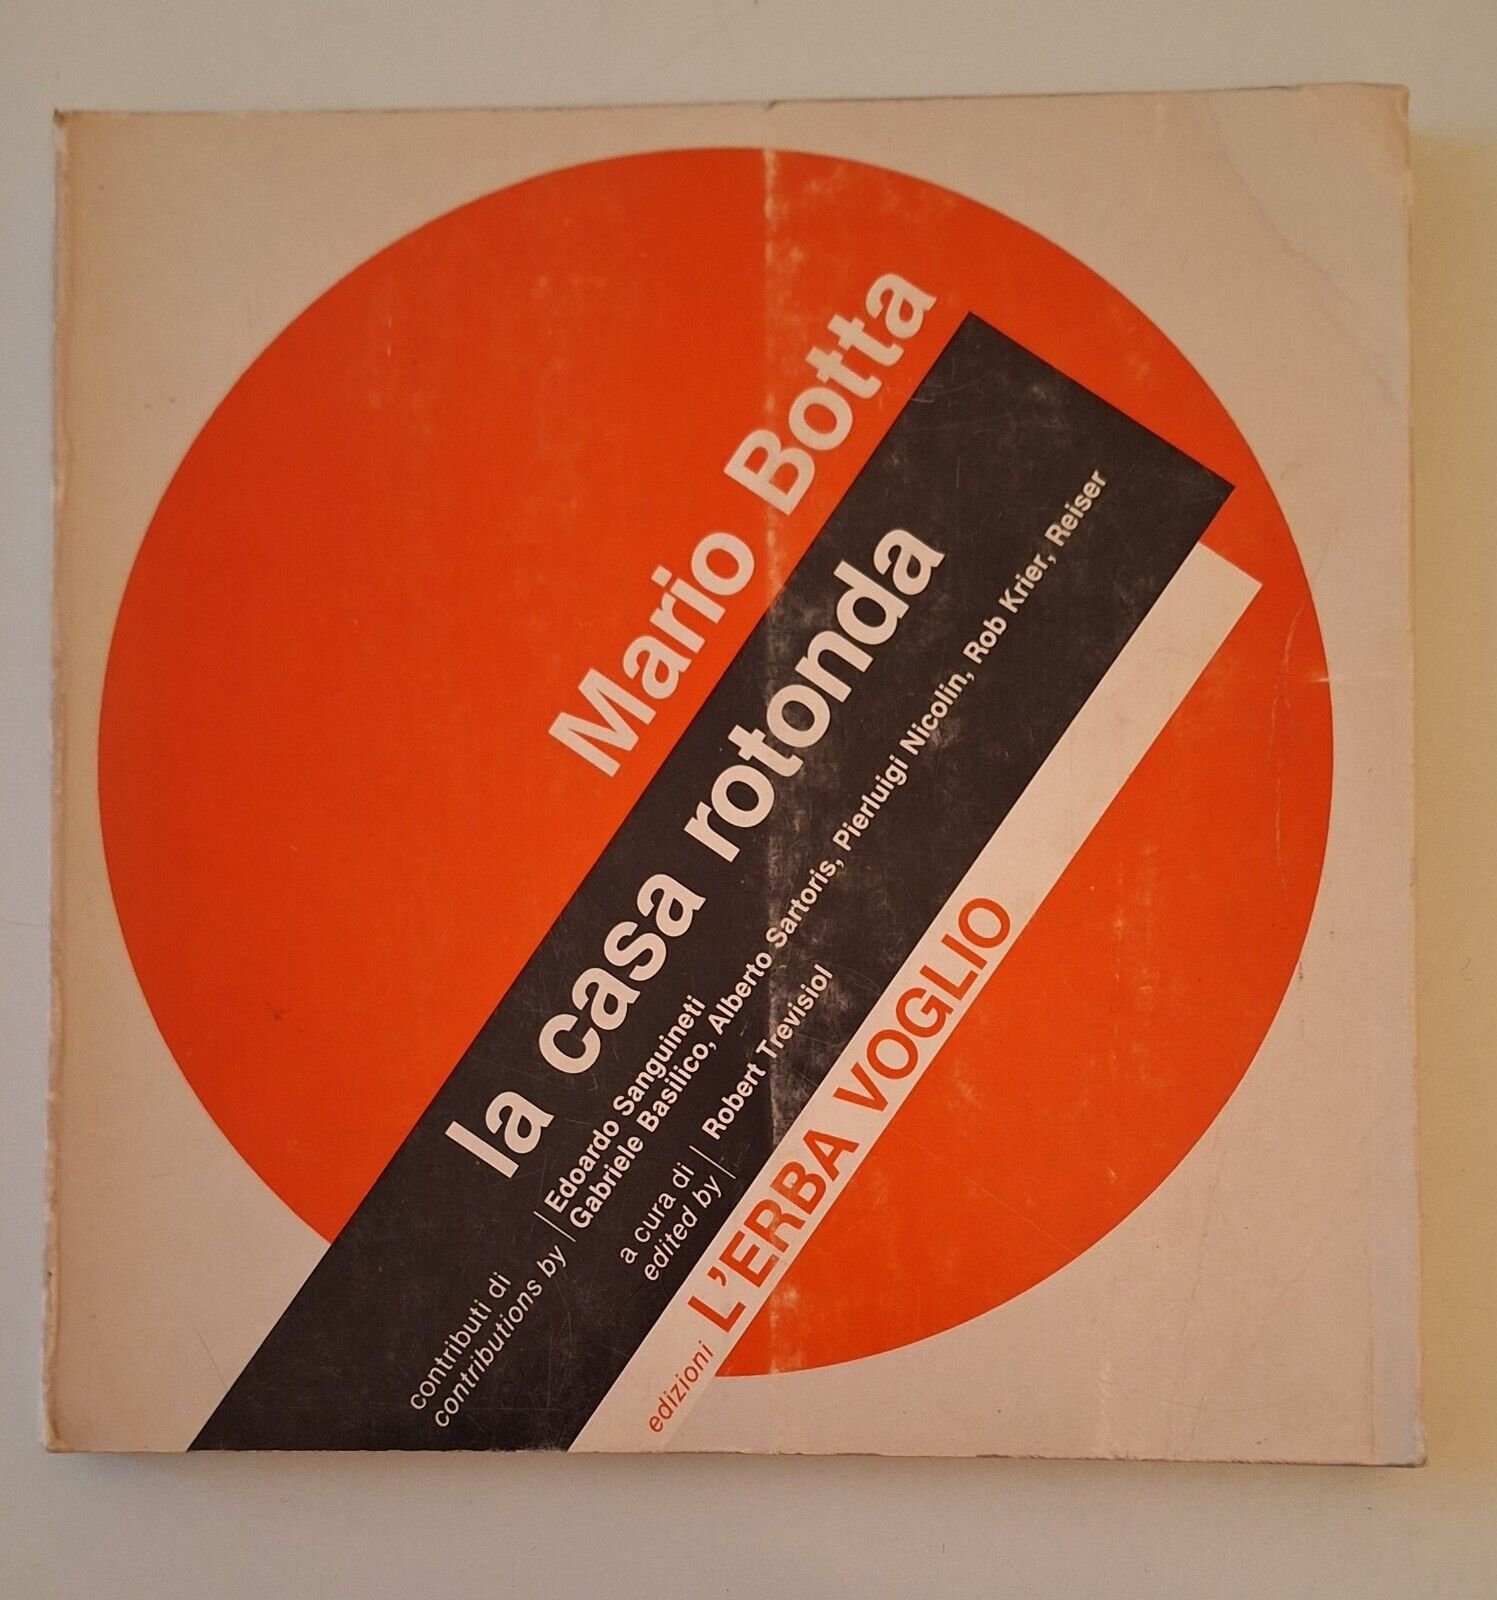 Mario Botta
la casa rotonda
contributi di
contributions by
Edoardo Sanguineti
Gabriele Basilico, Alberto Sartoris, Pierluigi Nicolin, Rob Krier, Reiser
a cura di
edited by
Robert Trevisiol
edizioni L'ERBA VOGLIO